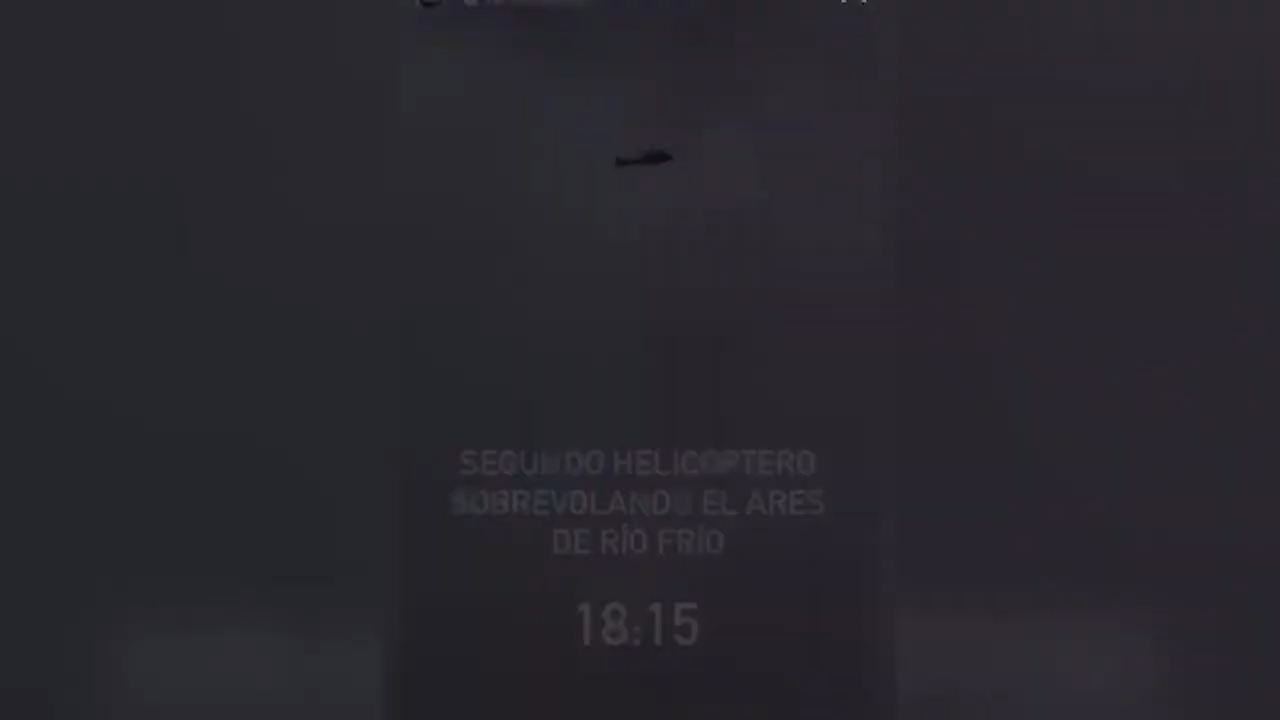 SEGUNDO HELICOPTERO
SOBREVOLANDO EL ARES
DE RÍO FRÍO
18:15